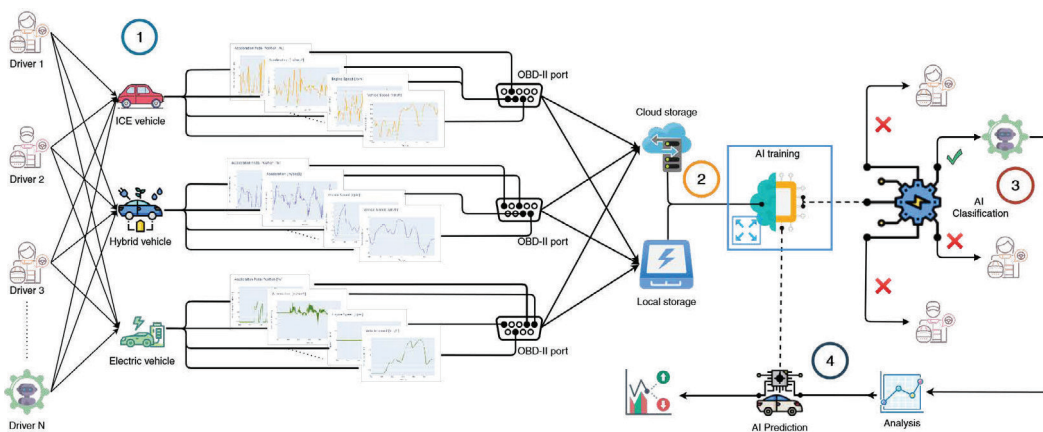 Driver 1
Driver 2
Driver 3
Driver N
1
ICE vehicle
Hybrid vehicle
Electric vehicle
OBD-II port
OBD-II port
OBD-II port
Cloud storage
Local storage
2
AI training
AI
Classification
3
4
AI Prediction
Analysis